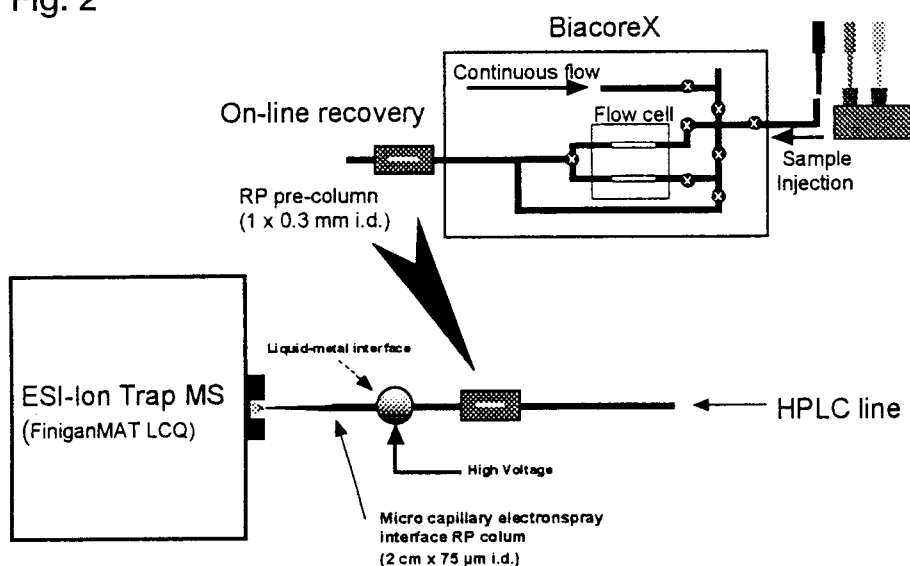 Fig. 2
BiacoreX
Continuous flow
On-line recovery
Flow cell
Sample
Injection
RP pre-column
(1 x 0.3 mm i.d.)
Liquid-metal interface
ESI-Ion Trap MS
(FiniganMAT LCQ)
HPLC line
High Voltage
Micro capillary electronspray
interface RP colum
(2 cm x 75 µm i.d.)